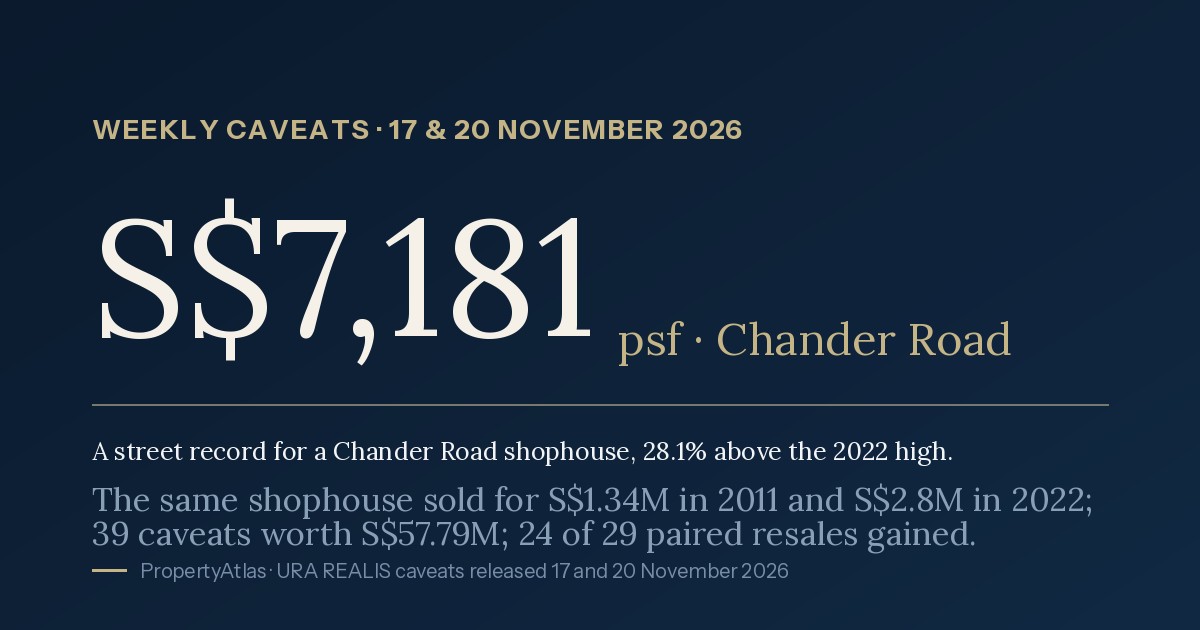 WEEKLY CAVEATS · 17 & 20 NOVEMBER 2026
S$7,181 psf · Chander Road
A street record for a Chander Road shophouse, 28.1% above the 2022 high.
The same shophouse sold for S$1.34M in 2011 and S$2.8M in 2022;
39 caveats worth S$57.79M; 24 of 29 paired resales gained.
PropertyAtlas · URA REALIS caveats released 17 and 20 November 2026